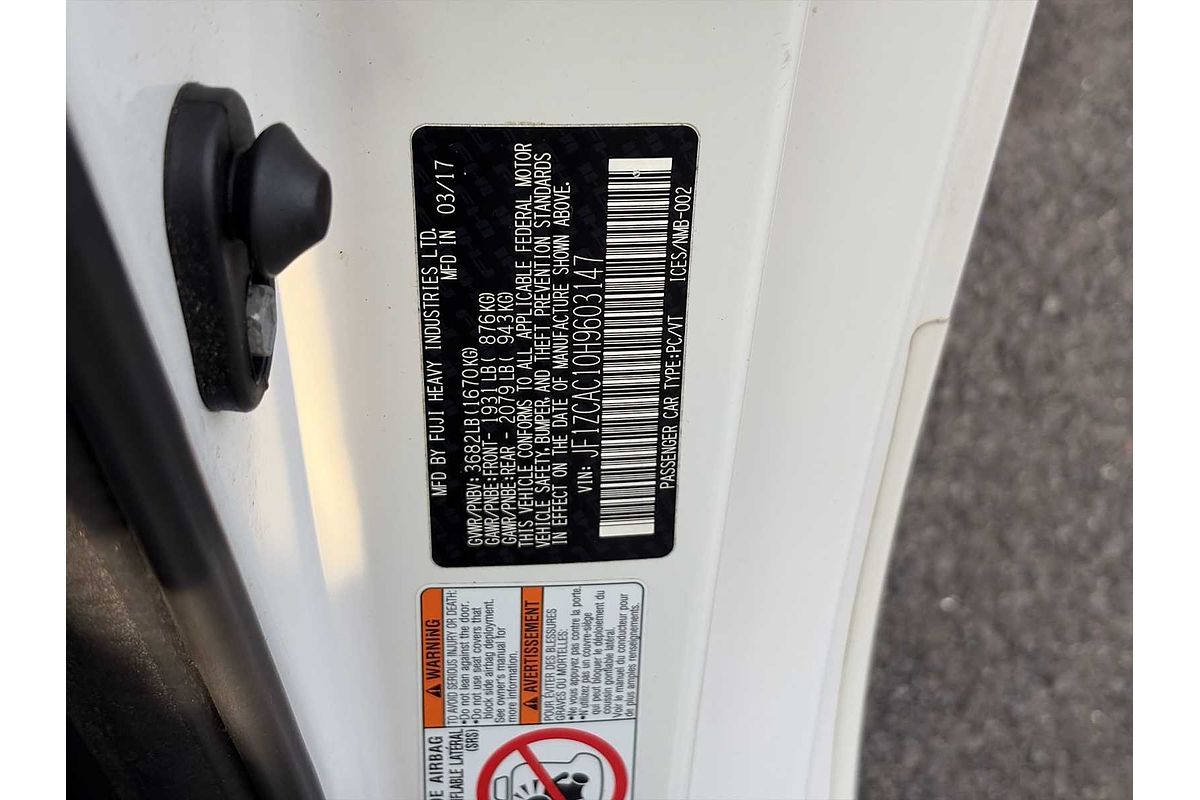 MFD BY FUJI HEAVY INDUSTRIES LTD.
MFD IN 03/17
GVWR/PNBV: 3682LB(1670KG)
GAWR/PNBE:FRONT- 1931LB( 876KG)
GAWR/PNBE:REAR - 2079LB( 943KG)
THIS VEHICLE CONFORMS TO ALL APPLICABLE FEDERAL MOTOR
VEHICLE SAFETY, BUMPER, AND THEFT PREVENTION STANDARDS
IN EFFECT ON THE DATE OF MANUFACTURE SHOWN ABOVE.
VIN: JF1ZCAC10H9603147
PASSENGER CAR TYPE:PC/VT ICES/NMB-002
WARNING
TO AVOID SERIOUS INJURY OR DEATH:
•Do not lean against the door.
•Do not use seat covers that
block side airbag deployment.
See owner's manual for
more information.
AVERTISSEMENT
POUR ÉVITER DES BLESSURES
GRAVES OU MORTELLES:
•Ne vous appuyez pas contre la porte.
•N'utilisez pas un couvre-siège
qui peut bloquer le déploiement du
coussin gonflable latéral.
Voir le manuel du conducteur pour
de plus amples renseignements.
DE AIRBAG
FLABLE LATÉRAL
(SRS)